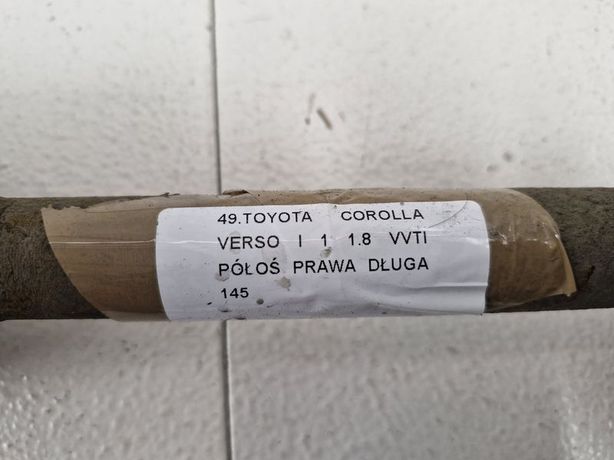 49.TOYOTA COROLLA
VERSO I 1 1.8 VVTI
PÓŁOŚ PRAWA DŁUGA
145